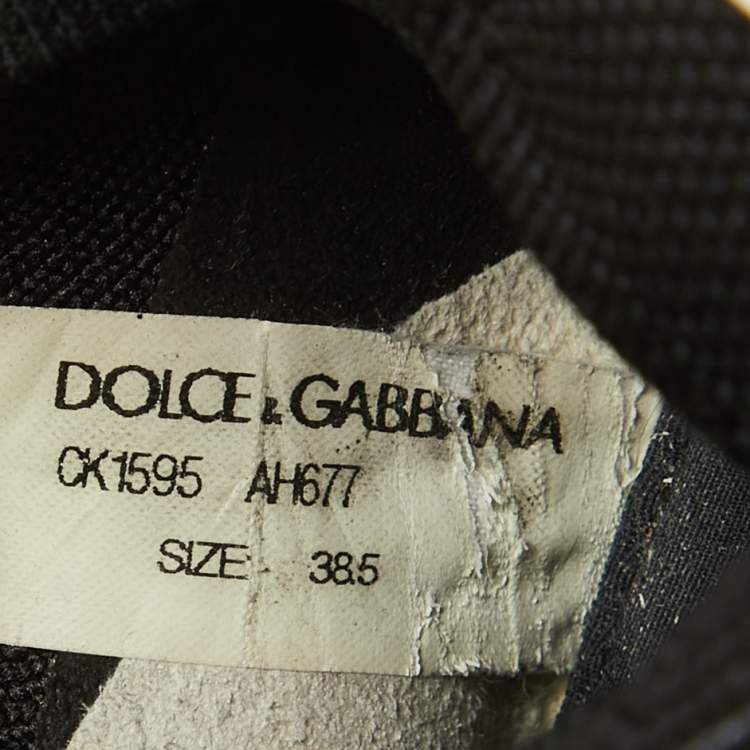 DOLCE & GABBANA
CK1595 AH677
SIZE: 38.5